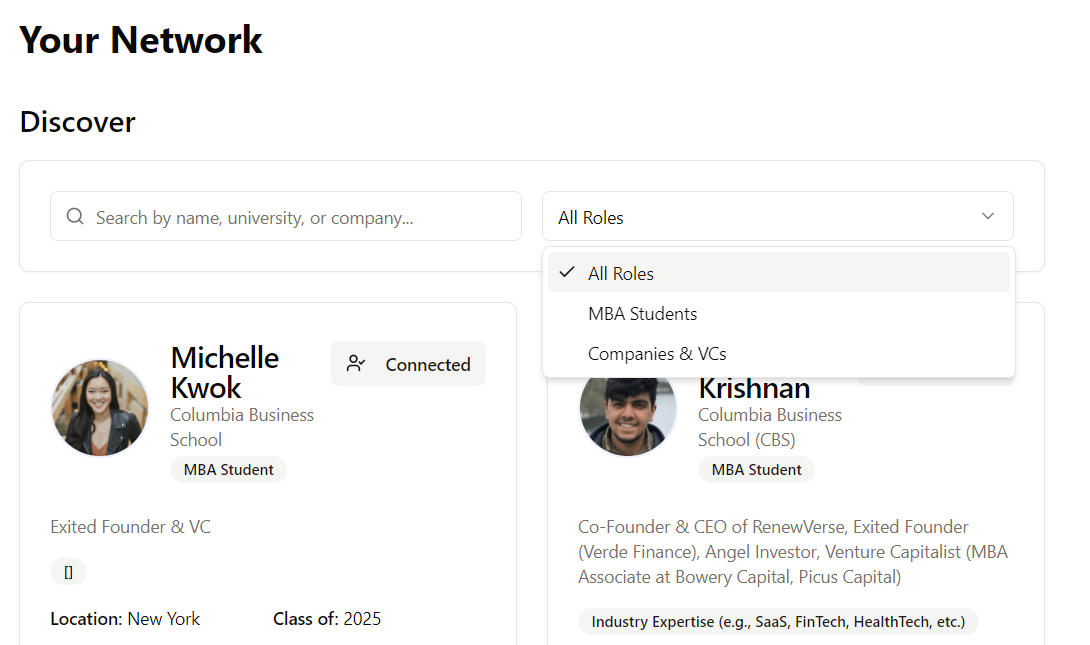 Your Network
Discover
Search by name, university, or company...
All Roles
All Roles
MBA Students
Companies & VCs
Michelle
Kwok
Columbia Business
School
MBA Student
Connected
Exited Founder & VC
[]
Location: New York
Class of: 2025
Krishnan
Columbia Business
School (CBS)
MBA Student
Co-Founder & CEO of RenewVerse, Exited Founder
(Verde Finance), Angel Investor, Venture Capitalist (MBA
Associate at Bowery Capital, Picus Capital)
Industry Expertise (e.g., SaaS, FinTech, HealthTech, etc.)